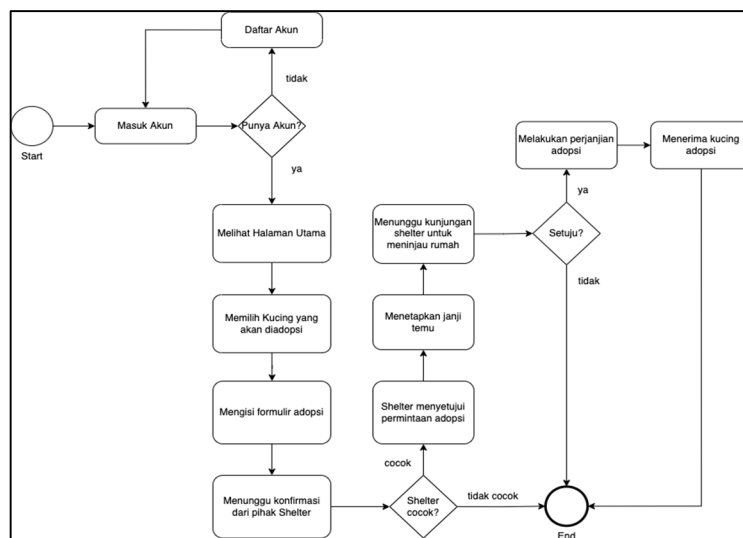 Daftar Akun
tidak
Masuk Akun
Punya Akun?
Start
ya
Melihat Halaman Utama
Memilih Kucing yang
akan diadopsi
Mengisi formulir adopsi
Menunggu konfirmasi
dari pihak Shelter
Shelter
cocok?
cocok
tidak cocok
Shelter menyetujui
permintaan adopsi
Menetapkan janji
temu
Menunggu kunjungan
shelter untuk
meninjau rumah
Setuju?
ya
tidak
Melakukan perjanjian
adopsi
Menerima kucing
adopsi
End